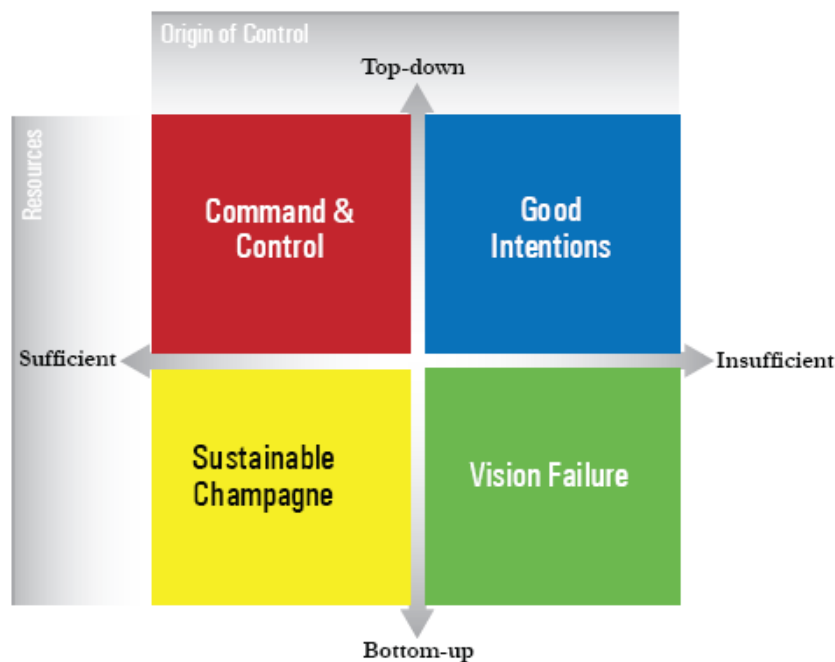 Origin of Control
Top-down
Resources
Command &
Control
Good
Intentions
Sufficient
Insufficient
Sustainable
Champagne
Vision Failure
Bottom-up